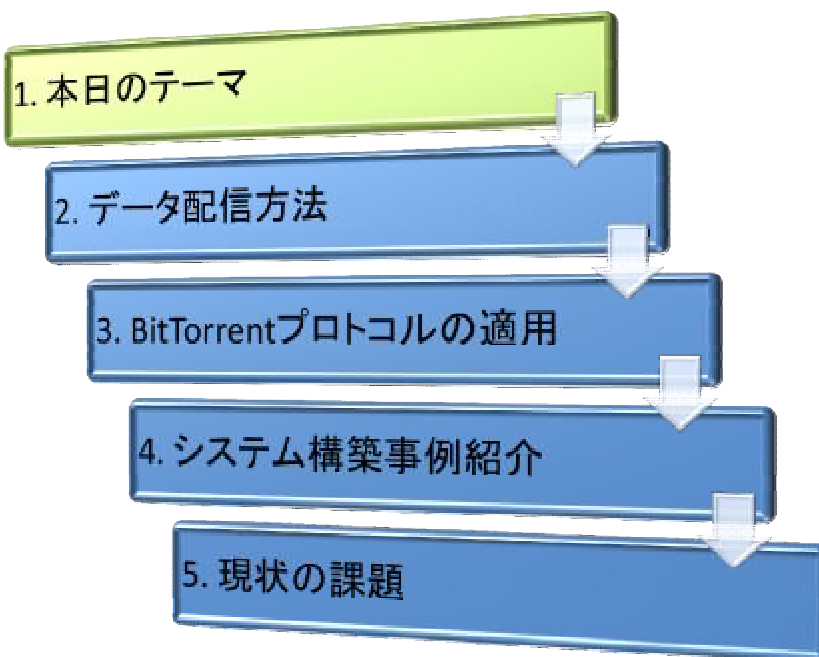 1. 本日のテーマ
2. データ配信方法
3. BitTorrentプロトコルの適用
4. システム構築事例紹介
5. 現状の課題